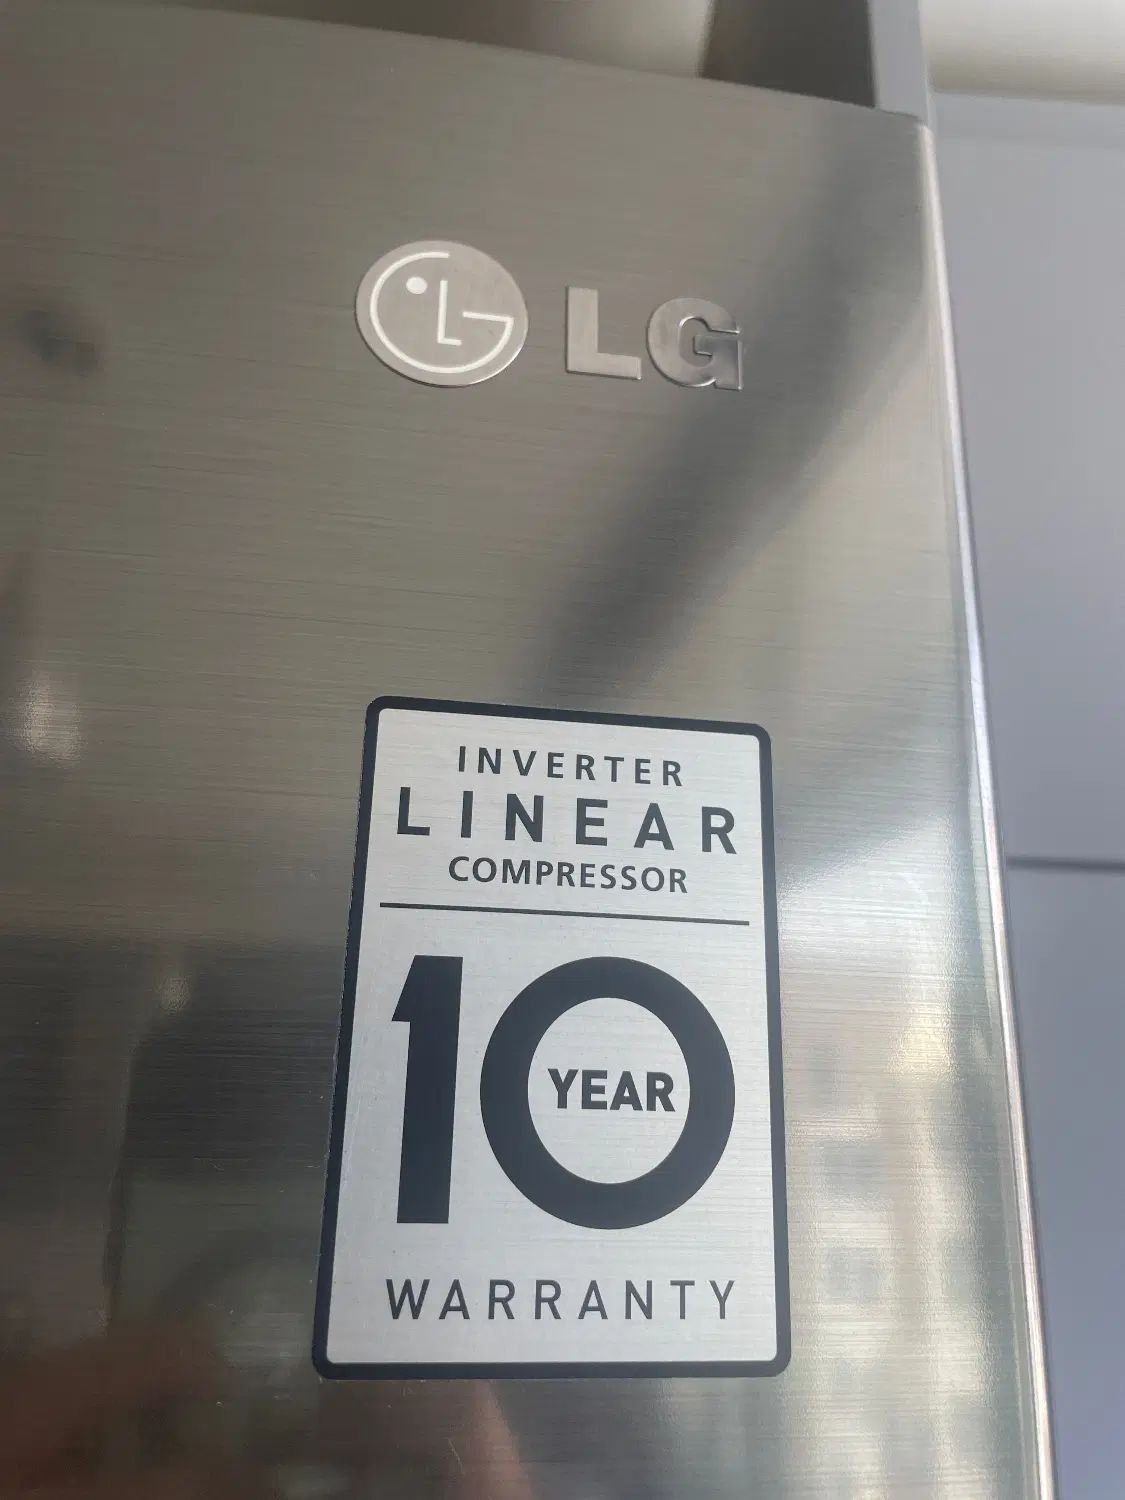 LG
INVERTER
LINEAR
COMPRESSOR
10
YEAR
WARRANTY